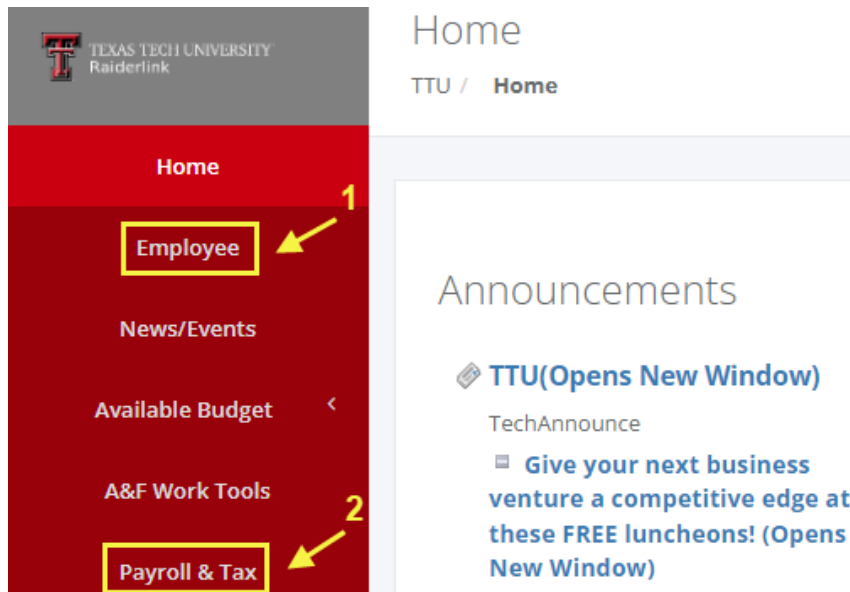 TEXAS TECH UNIVERSITY
Raiderlink
Home
1
Employee
News/Events
Available Budget <
A&F Work Tools
2
Payroll & Tax
Home
TTU / Home
Announcements
TTU(Opens New Window)
TechAnnounce
Give your next business
venture a competitive edge at
these FREE luncheons! (Opens
New Window)